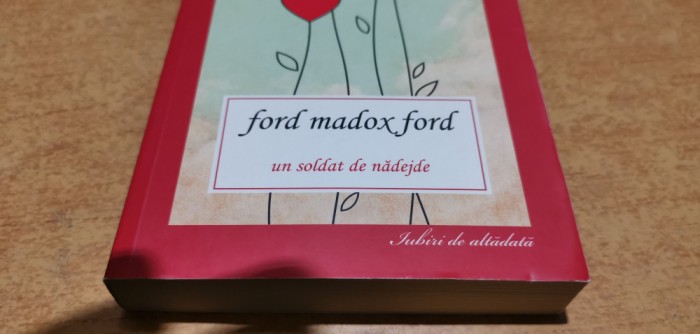 ford madox ford
un soldat de nădejde
Iubiri de altădată